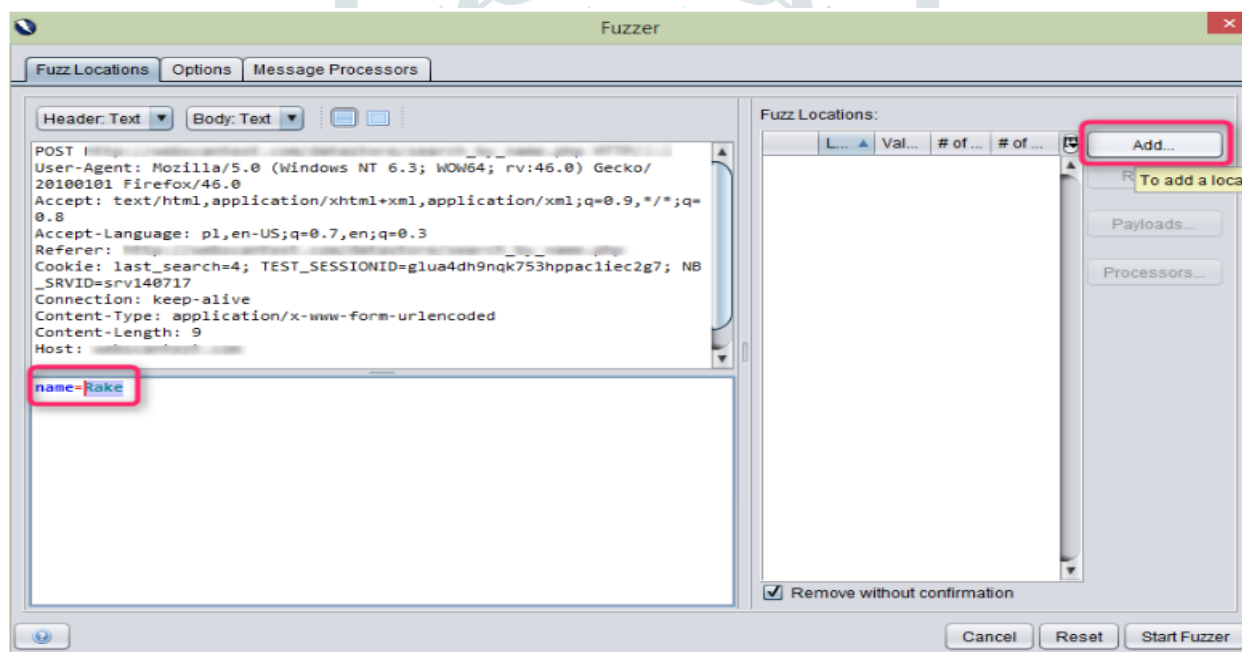 Fuzzer
Fuzz Locations Options Message Processors
Header: Text Body: Text
POST
User-Agent: Mozilla/5.0 (Windows NT 6.3; WOW64; rv:46.0) Gecko/
20100101 Firefox/46.0
Accept: text/html,application/xhtml+xml,application/xml;q=0.9,*/*;q=
0.8
Accept-Language: pl,en-US;q=0.7,en;q=0.3
Referer:
Cookie: last_search=4; TEST_SESSIONID=glua4dh9nqk753hppac1iec2g7; NB
_SRVID=srv140717
Connection: keep-alive
Content-Type: application/x-www-form-urlencoded
Content-Length: 9
Host:
name=Rake
Fuzz Locations:
L... Val... # of ... # of ...
Add...
R
To add a loca
Payloads...
Processors...
Remove without confirmation
Cancel Reset Start Fuzzer